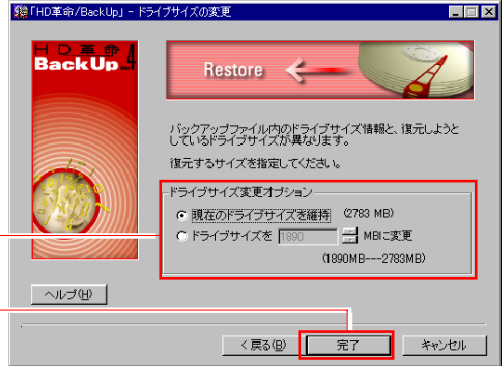 「HD革命/BackUp」 - ドライブサイズの変更
HD革命
BackUp 4
Restore
バックアップファイル内のドライブサイズ情報と、復元しようと
しているドライブサイズが異なります。
復元するサイズを指定してください。
ドライブサイズ変更オプション
現在のドライブサイズを維持 (2783 MB)
ドライブサイズを 1890 MBに変更
(1890MB---2783MB)
ヘルプ(H)
< 戻る(B) 完了 キャンセル